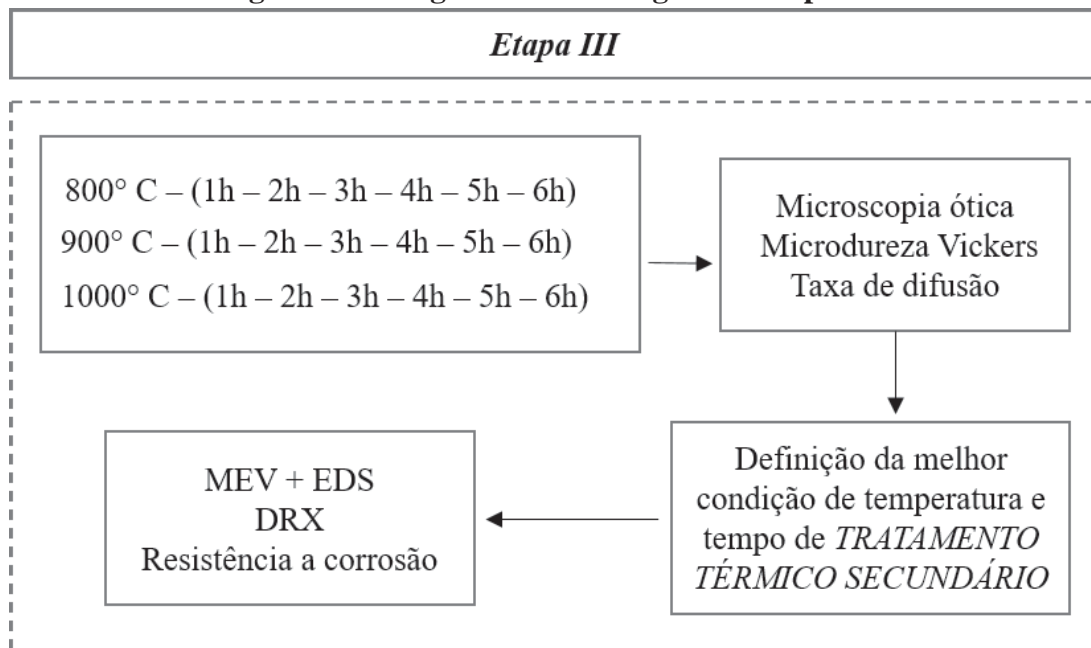 Etapa III
800° C – (1h – 2h – 3h – 4h – 5h – 6h)
900° C – (1h – 2h – 3h – 4h – 5h – 6h)
1000° C – (1h – 2h – 3h – 4h – 5h – 6h)
Microscopia ótica
Microdureza Vickers
Taxa de difusão
Definição da melhor
condição de temperatura e
tempo de TRATAMENTO
TÉRMICO SECUNDÁRIO
MEV + EDS
DRX
Resistência a corrosão